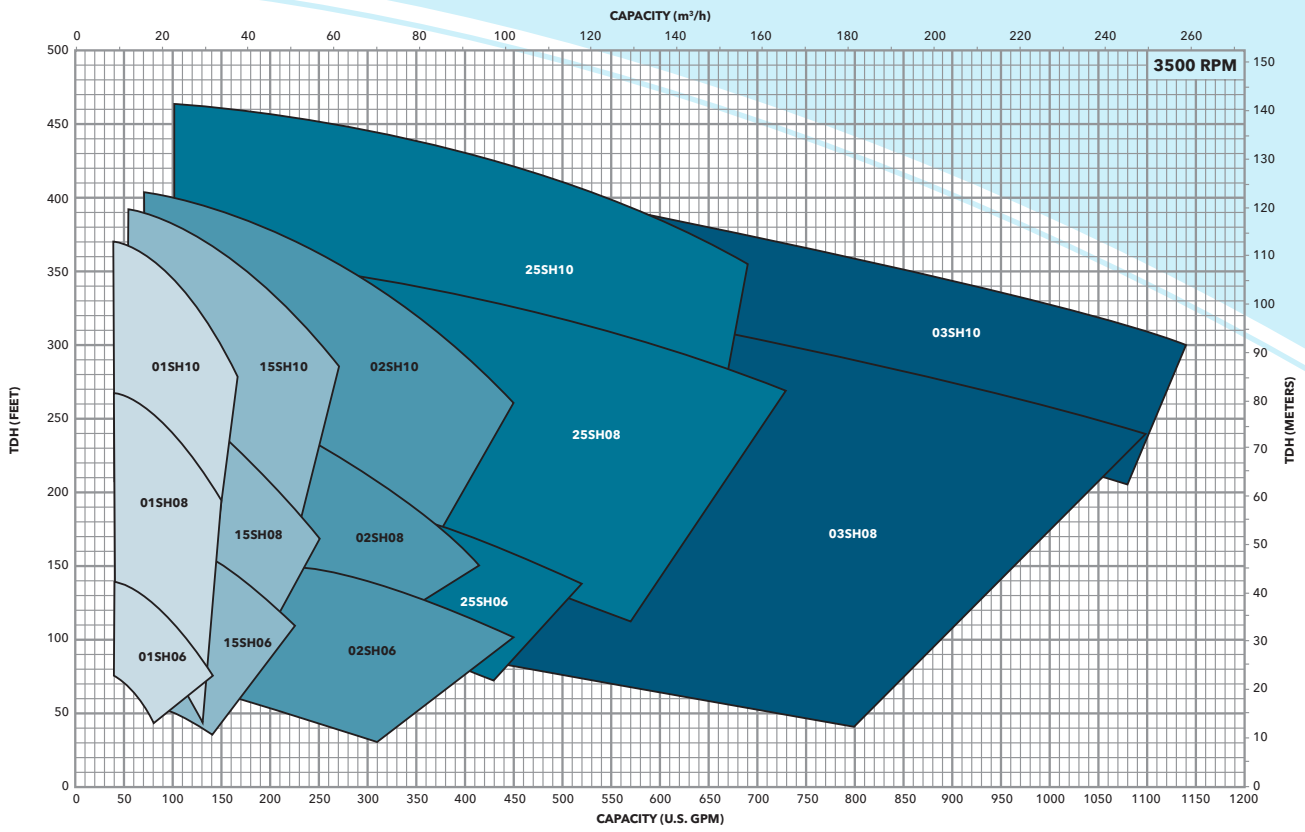 CAPACITY (m³/h)
0 20 40 60 80 100 120 140 160 180 200 220 240 260
3500 RPM
500
450
400
350
300
250
200
150
100
50
0
TDH (FEET)
150
140
130
120
110
100
90
80
70
60
50
40
30
20
10
0
TDH (METERS)
25SH10
03SH10
01SH10
15SH10
02SH10
25SH08
01SH08
15SH08
02SH08
03SH08
25SH06
01SH06
15SH06
02SH06
0 50 100 150 200 250 300 350 400 450 500 550 600 650 700 750 800 850 900 950 1000 1050 1100 1150 1200
CAPACITY (U.S. GPM)